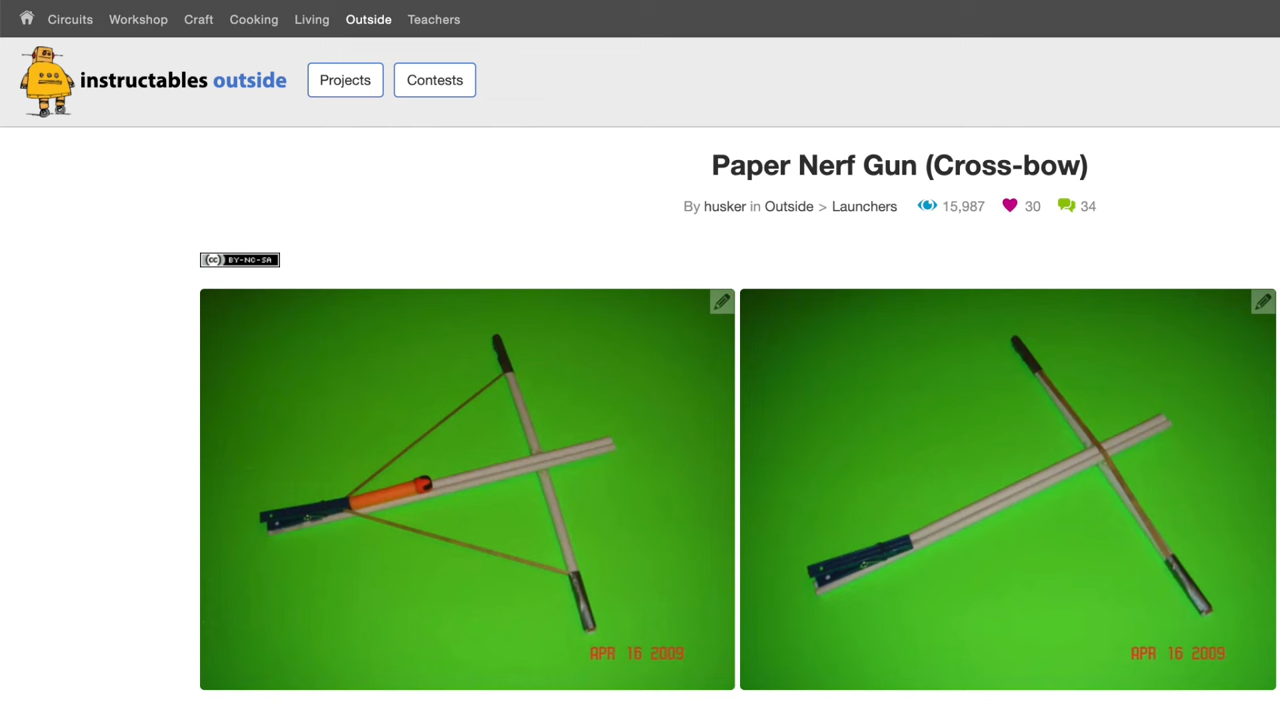 Circuits Workshop Craft Cooking Living Outside Teachers
instructables outside Projects Contests
Paper Nerf Gun (Cross-bow)
By husker in Outside > Launchers 15,987 30 34
(cc) BY-NC-SA
APR 16 2009 APR 16 2009